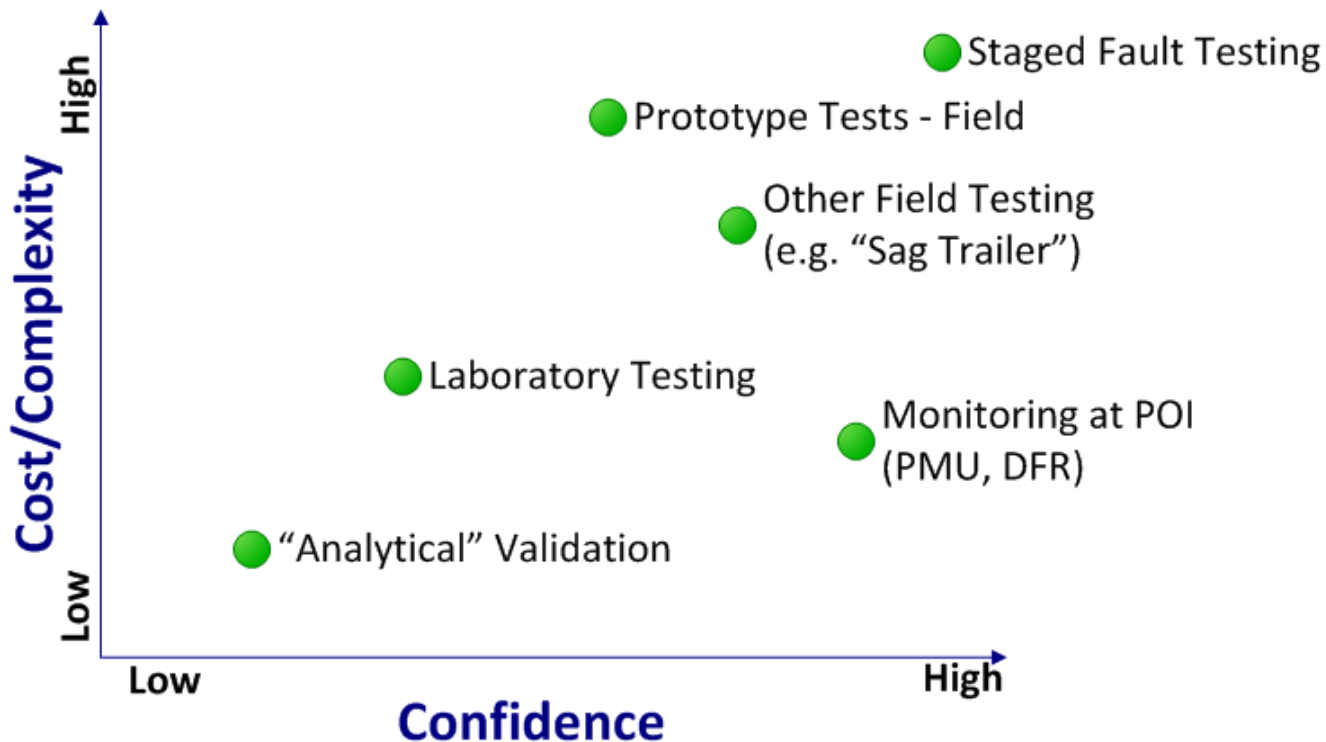 High
Staged Fault Testing
Prototype Tests - Field
Other Field Testing
(e.g. “Sag Trailer”)
Cost/Complexity
Laboratory Testing
Monitoring at POI
(PMU, DFR)
“Analytical” Validation
Low
Low
High
Confidence